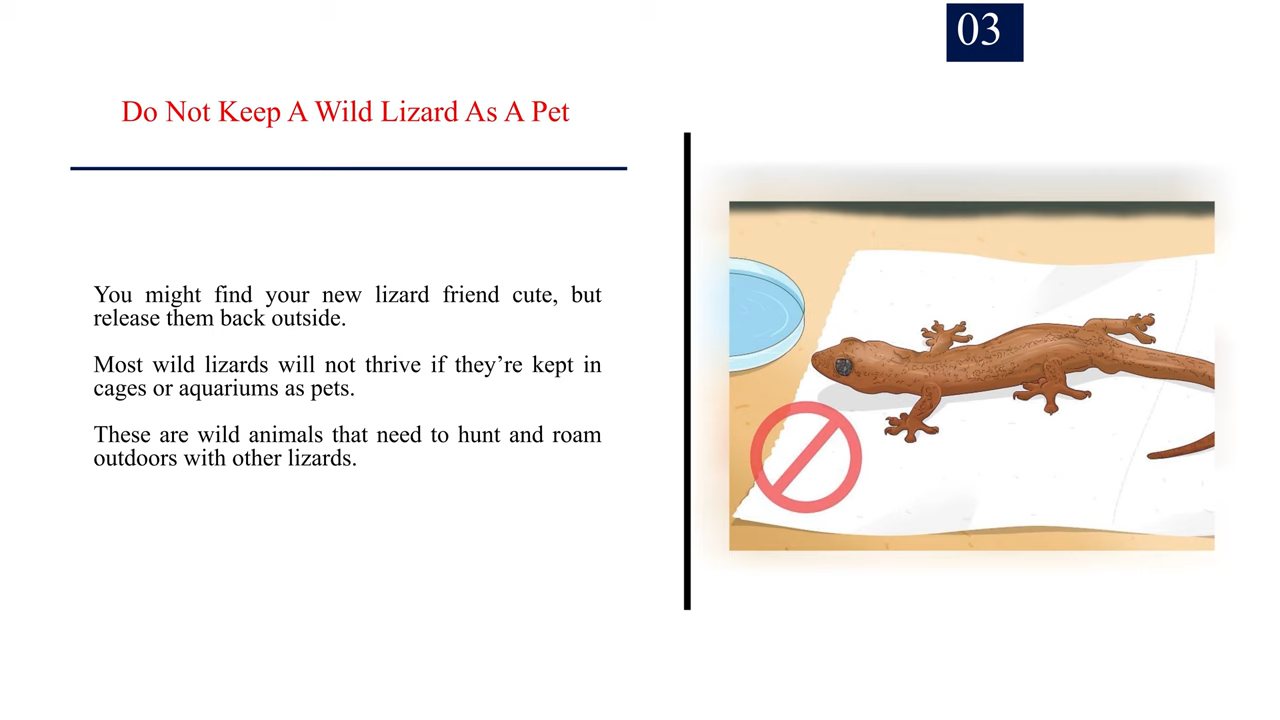 03
Do Not Keep A Wild Lizard As A Pet
You might find your new lizard friend cute, but
release them back outside.
Most wild lizards will not thrive if they’re kept in
cages or aquariums as pets.
These are wild animals that need to hunt and roam
outdoors with other lizards.